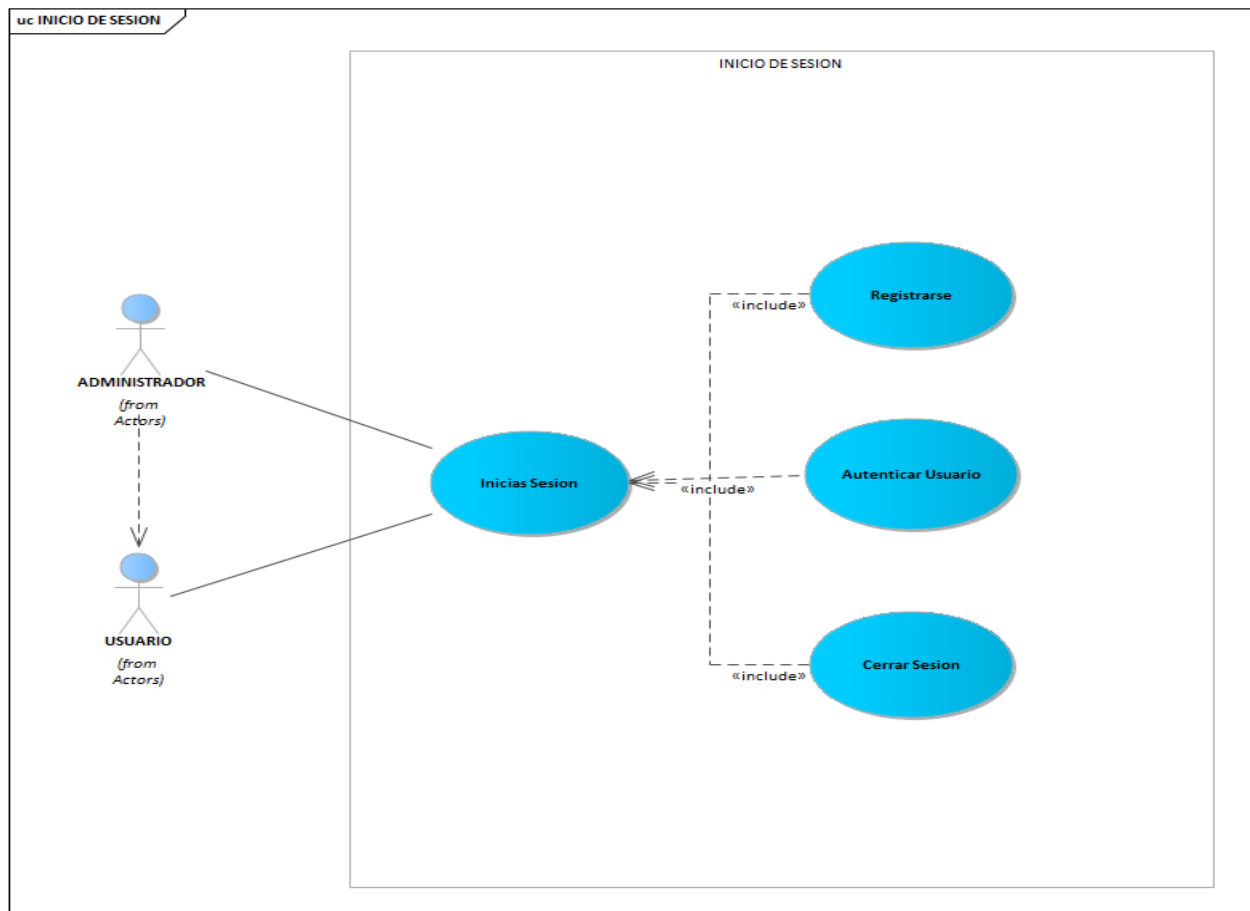 uc INICIO DE SESION
INICIO DE SESION
Registrarse
«include»
ADMINISTRADOR
(from
Actors)
Inicias Sesion
Autenticar Usuario
«include»
USUARIO
(from
Actors)
Cerrar Sesion
«include»